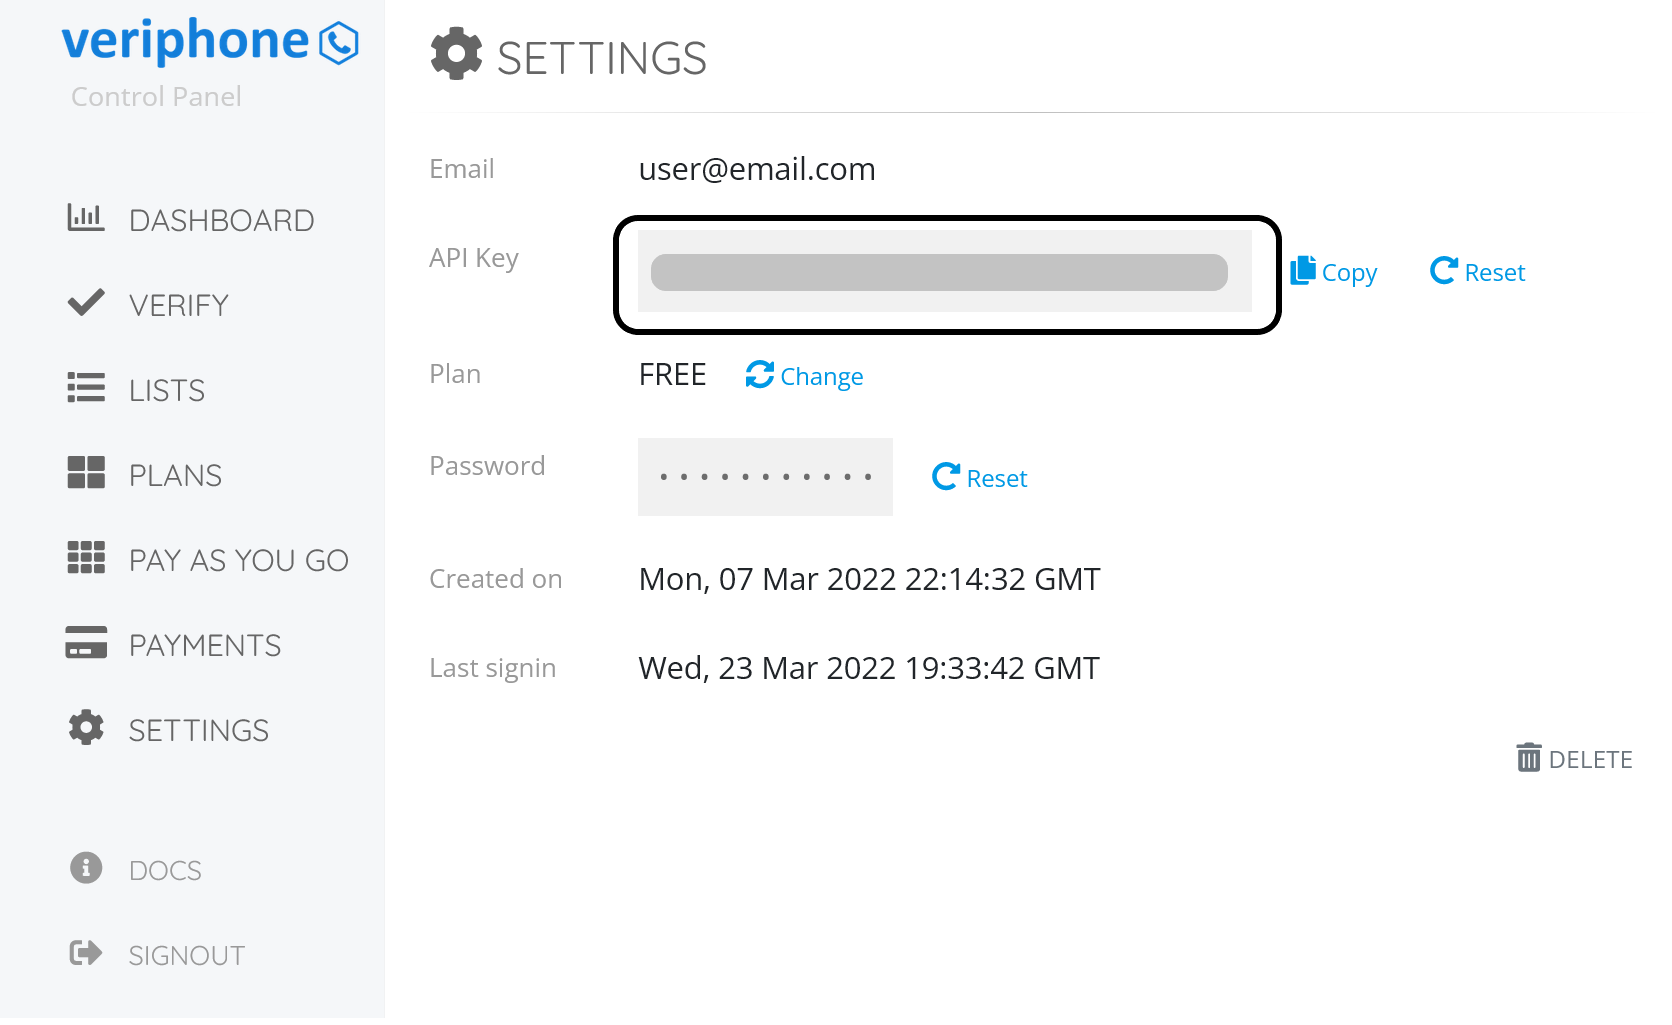 veriphone
Control Panel
DASHBOARD
VERIFY
LISTS
PLANS
PAY AS YOU GO
PAYMENTS
SETTINGS
DOCS
SIGNOUT
SETTINGS
Email user@email.com
API Key Copy Reset
Plan FREE Change
Password • • • • • • • • • • • Reset
Created on Mon, 07 Mar 2022 22:14:32 GMT
Last signin Wed, 23 Mar 2022 19:33:42 GMT
DELETE